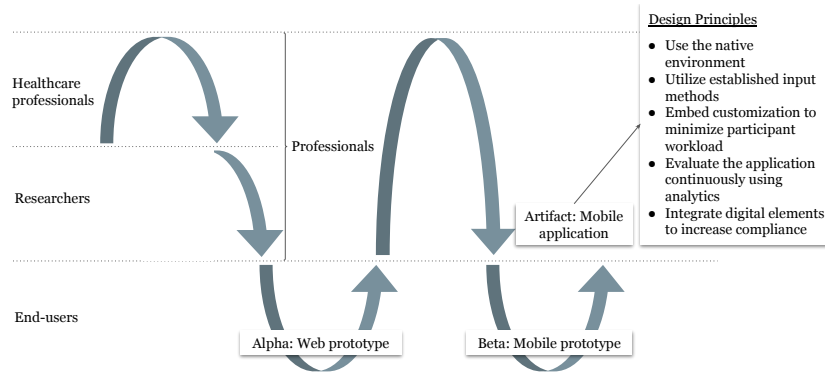 Design Principles
● Use the native
environment
● Utilize established input
methods
● Embed customization to
minimize participant
workload
● Evaluate the application
continuously using
analytics
● Integrate digital elements
to increase compliance
Healthcare
professionals
Professionals
Researchers
Artifact: Mobile
application
End-users
Alpha: Web prototype
Beta: Mobile prototype